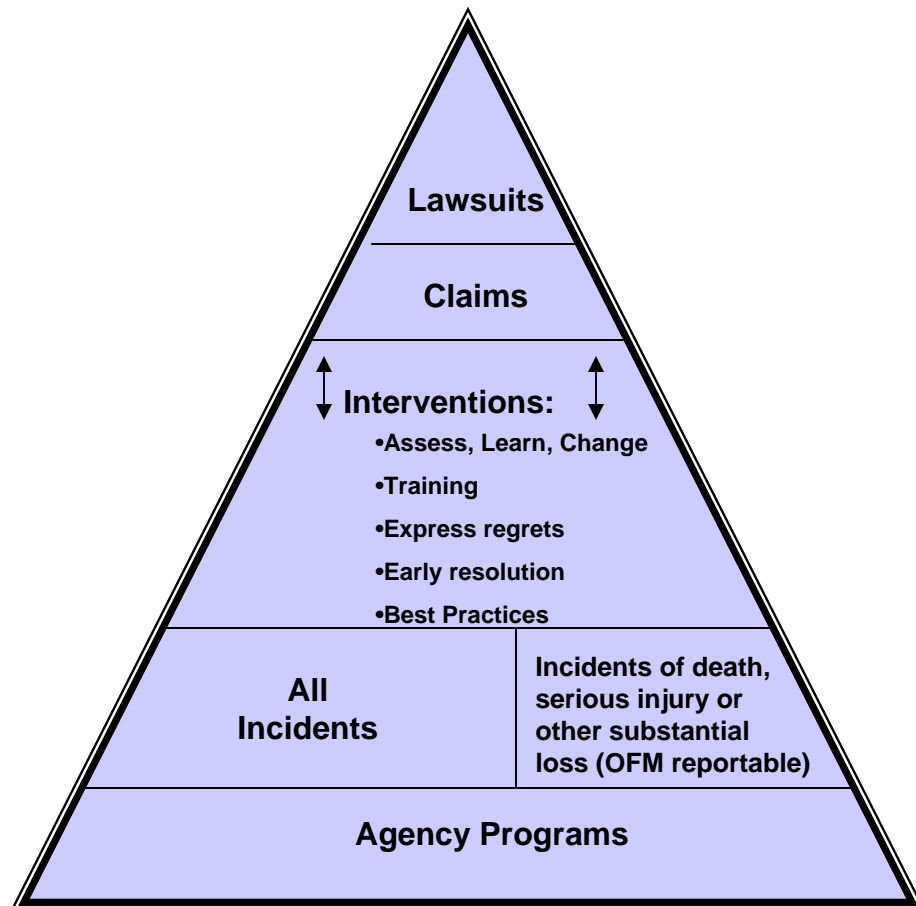 Lawsuits
Claims
Interventions:
•Assess, Learn, Change
•Training
•Express regrets
•Early resolution
•Best Practices
All
Incidents
Incidents of death,
serious injury or
other substantial
loss (OFM reportable)
Agency Programs